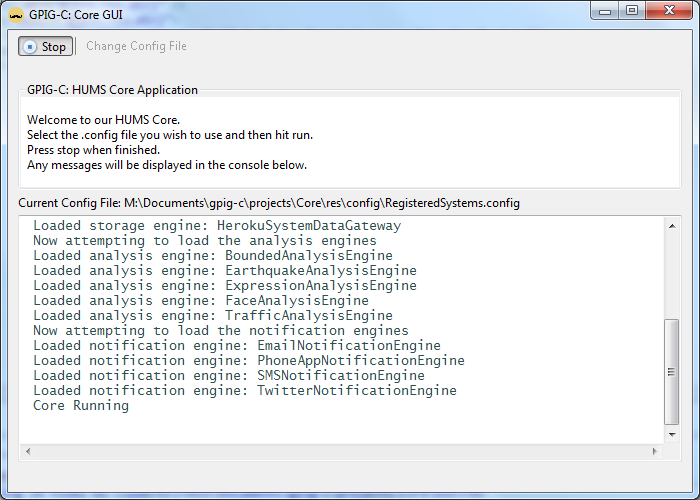 GPIG-C: Core GUI
Stop
Change Config File
GPIG-C: HUMS Core Application
Welcome to our HUMS Core.
Select the .config file you wish to use and then hit run.
Press stop when finished.
Any messages will be displayed in the console below.
Current Config File: M:\Documents\gpig-c\projects\Core\res\config\RegisteredSystems.config
Loaded storage engine: HerokuSystemDataGateway
Now attempting to load the analysis engines
Loaded analysis engine: BoundedAnalysisEngine
Loaded analysis engine: EarthquakeAnalysisEngine
Loaded analysis engine: ExpressionAnalysisEngine
Loaded analysis engine: FaceAnalysisEngine
Loaded analysis engine: TrafficAnalysisEngine
Now attempting to load the notification engines
Loaded notification engine: EmailNotificationEngine
Loaded notification engine: PhoneAppNotificationEngine
Loaded notification engine: SMSNotificationEngine
Loaded notification engine: TwitterNotificationEngine
Core Running